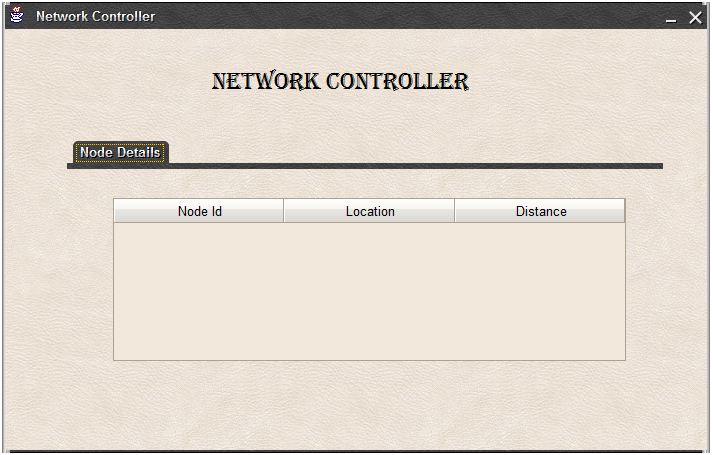 Network Controller
NETWORK CONTROLLER
Node Details
Node Id Location Distance